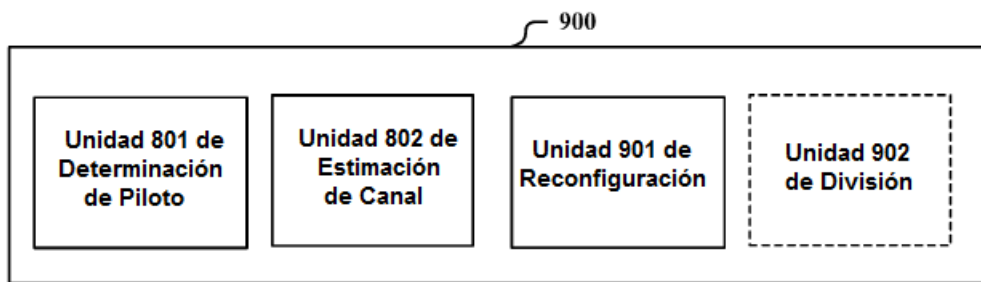 900
Unidad 801 de
Determinación
de Piloto
Unidad 802 de
Estimación
de Canal
Unidad 901 de
Reconfiguración
Unidad 902
de División